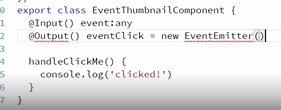 export class EventThumbnailComponent {
@Input() event:any
@Output() eventClick = new EventEmitter()

handleClickMe() {
console.log('clicked!')
}
}